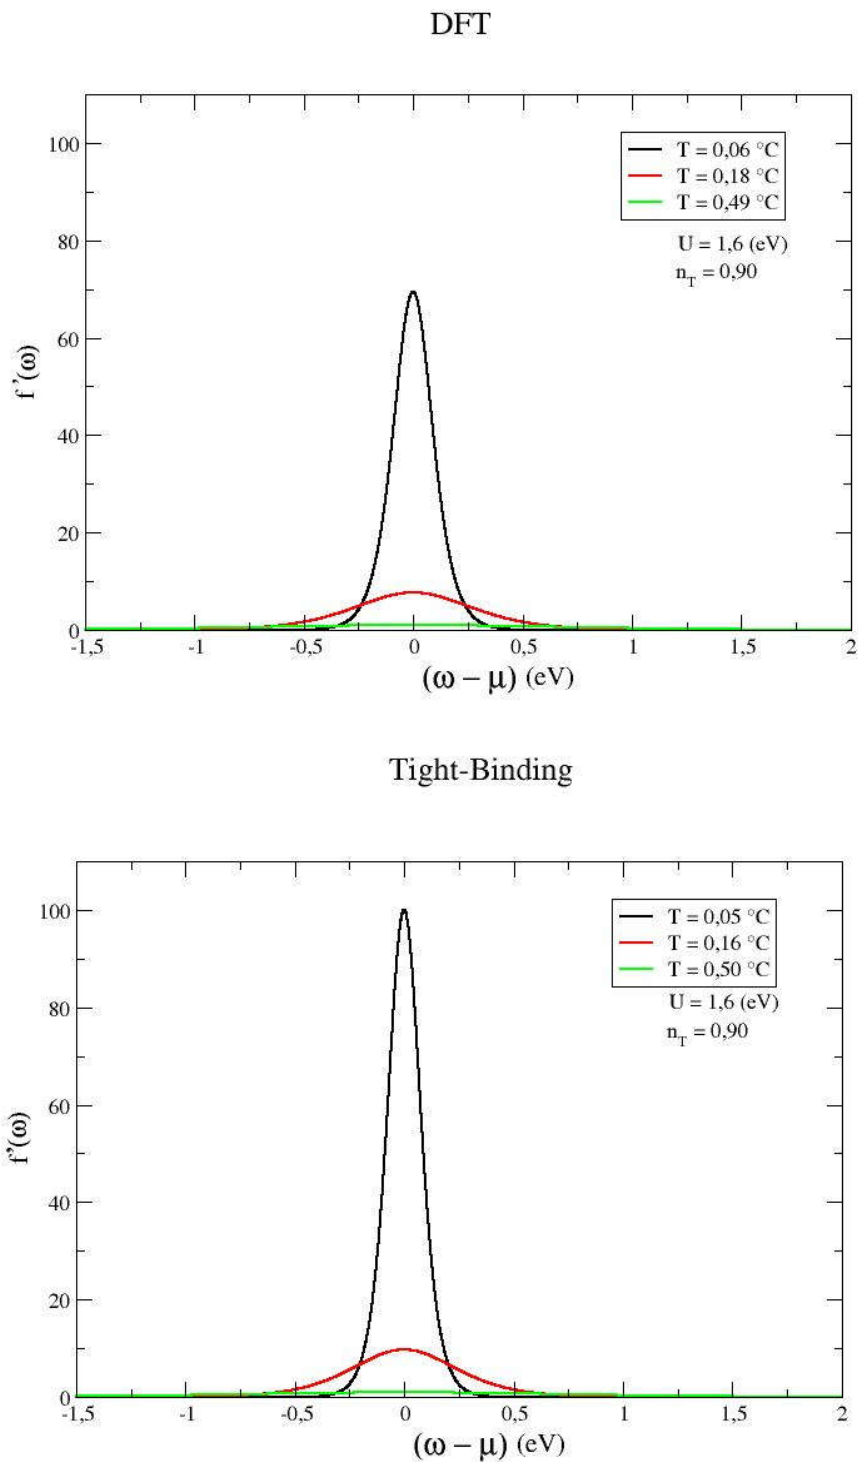 DFT
100
80
60
40
20
0
f'(ω)
T = 0,06 °C
T = 0,18 °C
T = 0,49 °C
U = 1,6 (eV)
n_T = 0,90
-1,5 -1 -0,5 0 0,5 1 1,5 2
(ω − μ) (eV)
Tight-Binding
100
80
60
40
20
0
f'(ω)
T = 0,05 °C
T = 0,16 °C
T = 0,50 °C
U = 1,6 (eV)
n_T = 0,90
-1,5 -1 -0,5 0 0,5 1 1,5 2
(ω − μ) (eV)